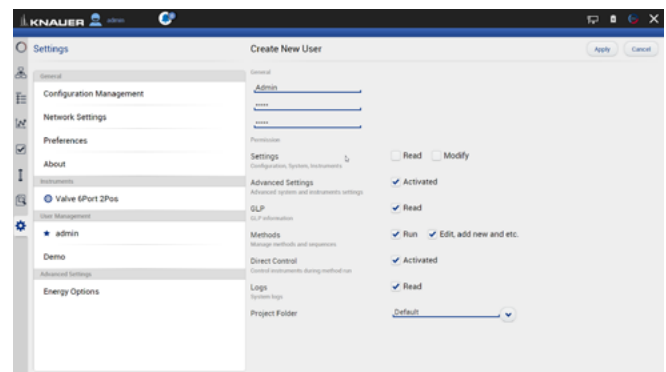 KNAUER admin
Settings
Create New User
Apply
Cancel
General
Configuration Management
Network Settings
Preferences
About
Instruments
Valve 6Port 2Pos
User Management
admin
Demo
Advanced Settings
Energy Options
General
Admin
•••••
•••••
Permission
Settings
Configuration, System, Instruments
Read
Modify
Advanced Settings
Advanced system and instruments settings
Activated
GLP
GLP information
Read
Methods
Manage methods and sequences
Run
Edit, add new and etc.
Direct Control
Control instruments during method run
Activated
Logs
System logs
Read
Project Folder
Default